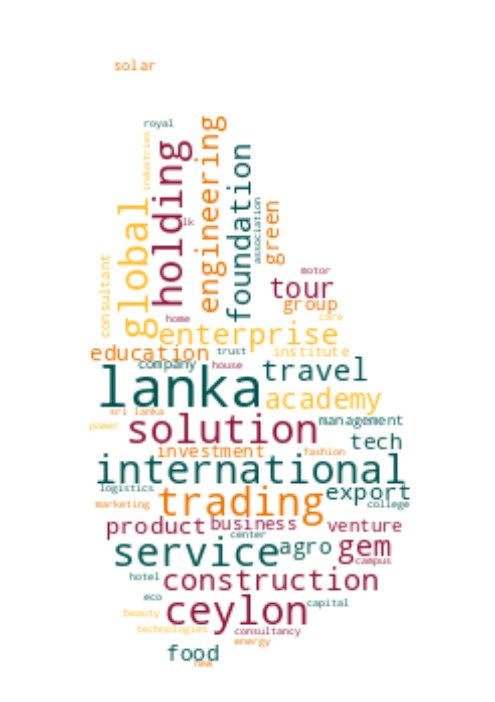 solar
royal
industries
holding
engineering
foundation
global
lk
association
green
consultant
motor
tour
group
home
care
enterprise
education
trust
institute
company
house
travel
lanka
academy
sri lanka
power
solution
management
tech
investment
fashion
international
logistics
export
trading
marketing
college
product
business
venture
center
service
agro
gem
campus
hotel
construction
eco
ceylon
capital
beauty
technologies
consultancy
energy
food
new